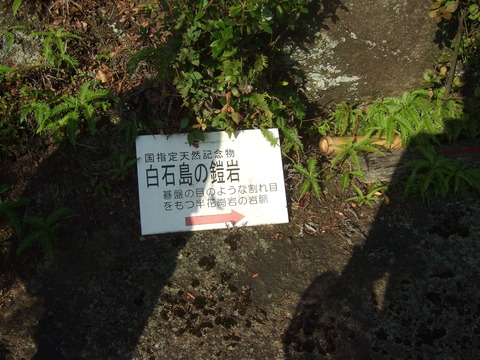 国指定天然記念物
白石島の鎧岩
碁盤の目のような割れ目
をもつ半花崗岩の岩脈